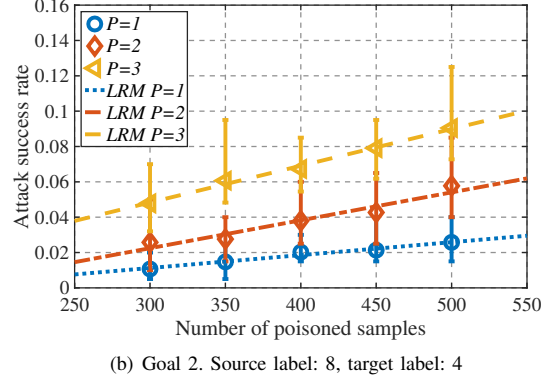 0.16
0.14
0.12
0.1
0.08
0.06
0.04
0.02
0
Attack success rate
P=1
P=2
P=3
LRM P=1
LRM P=2
LRM P=3
250 300 350 400 450 500 550
Number of poisoned samples
(b) Goal 2. Source label: 8, target label: 4